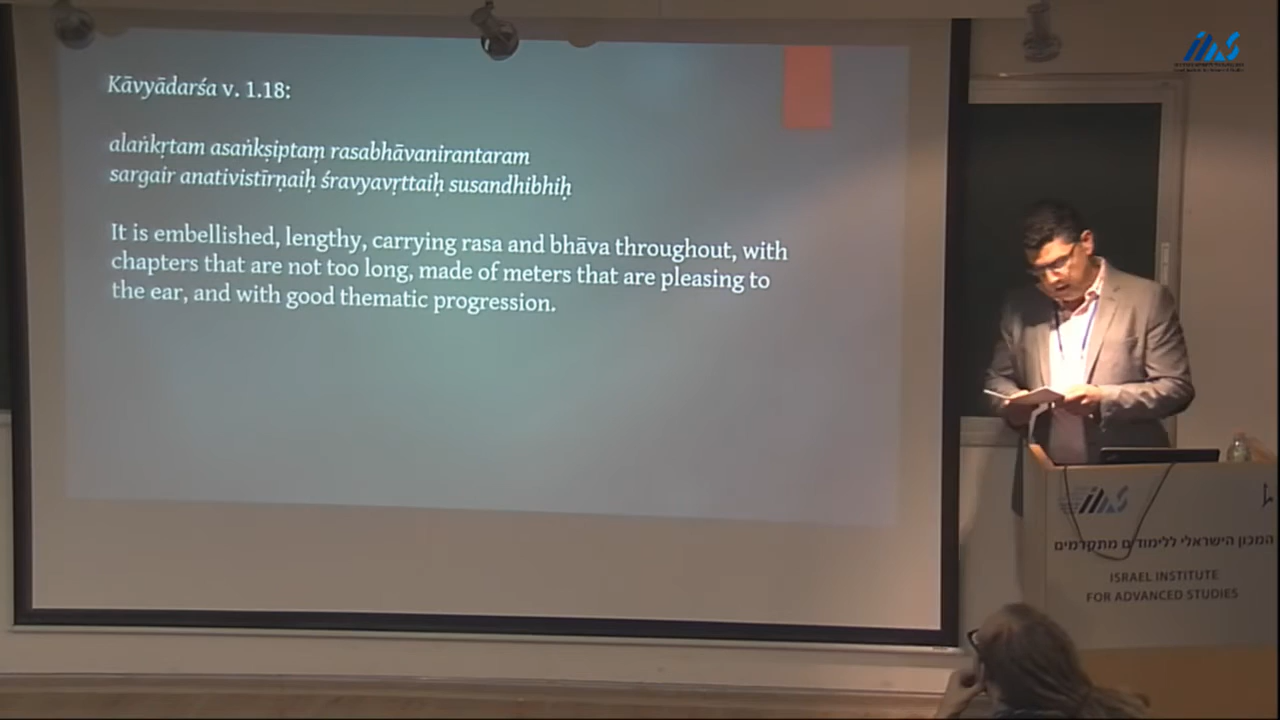 Kāvyādarśa v. 1.18:
alaṅkṛtam asaṅkṣiptaṃ rasabhāvanirantaram
sargair anativistīrṇaiḥ śravyavṛttaiḥ susandhibhiḥ
It is embellished, lengthy, carrying rasa and bhāva throughout, with
chapters that are not too long, made of meters that are pleasing to
the ear, and with good thematic progression.
המכון הישראלי ללימודים מתקדמים
ISRAEL INSTITUTE
FOR ADVANCED STUDIES